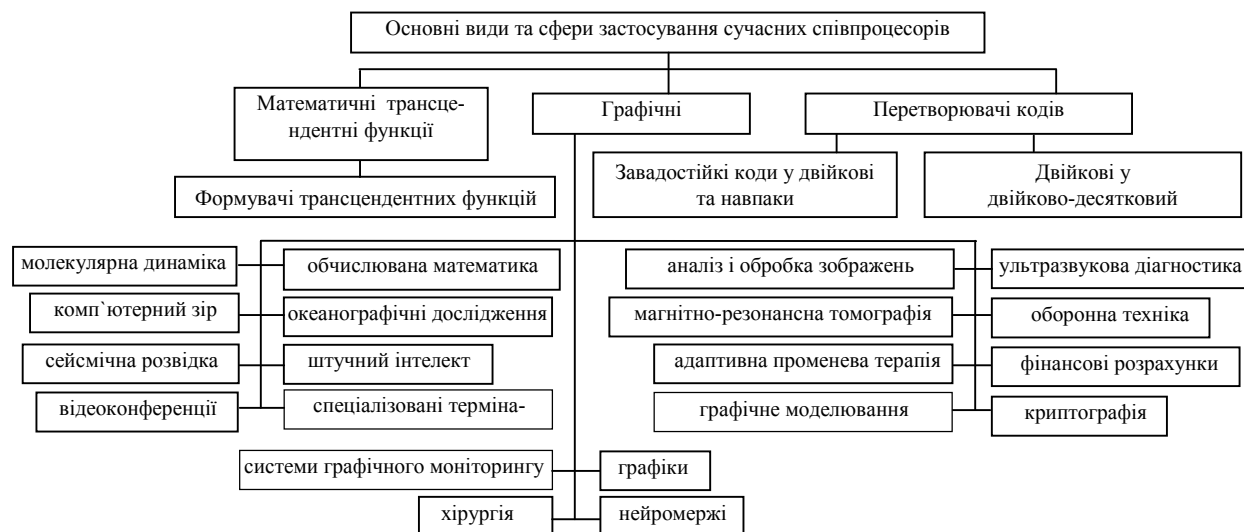 Основні види та сфери застосування сучасних співпроцесорів
Математичні трансце-
ндентні функції
Графічні
Перетворювачі кодів
Формувачі трансцендентних функцій
Завадостійкі коди у двійкові
та навпаки
Двійкові у
двійково-десятковий
молекулярна динаміка
обчислювана математика
аналіз і обробка зображень
ультразвукова діагностика
комп`ютерний зір
океанографічні дослідження
магнітно-резонансна томографія
оборонна техніка
сейсмічна розвідка
штучний інтелект
адаптивна променева терапія
фінансові розрахунки
відеоконференції
спеціалізовані терміна-
графічне моделювання
криптографія
системи графічного моніторингу
графіки
хірургія
нейромержі